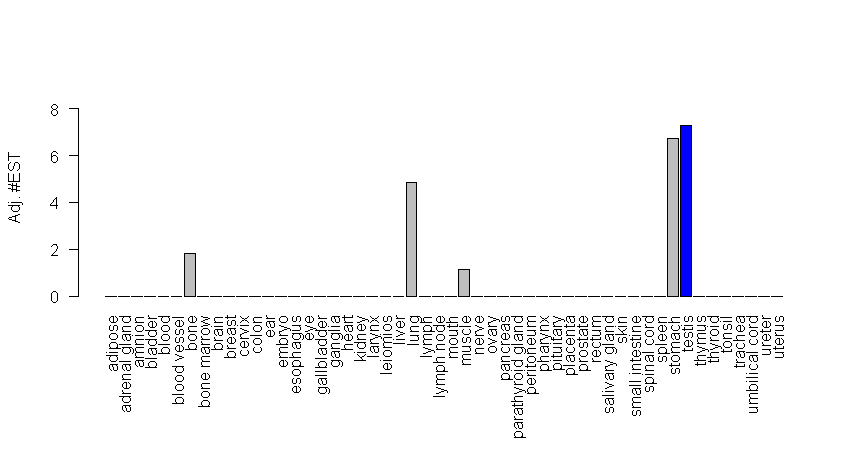 Adj. #EST
8
6
4
2
0
adipose
adrenal gland
amnion
bladder
blood
blood vessel
bone
bone marrow
brain
breast
cervix
colon
ear
embryo
esophagus
eye
gallbladder
ganglia
heart
kidney
larynx
leiomios
liver
lung
lymph
lymph node
mouth
muscle
nerve
ovary
pancreas
parathyroid gland
peritoneum
pharynx
pituitary
placenta
prostate
rectum
salivary gland
skin
small intestine
spinal cord
spleen
stomach
testis
thymus
thyroid
tonsil
trachea
umbilical cord
ureter
uterus